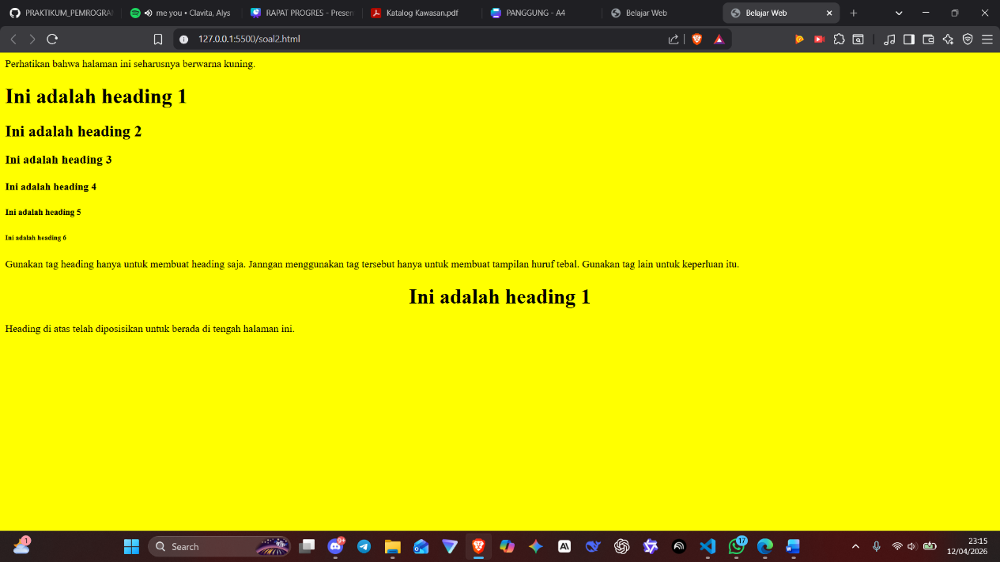 PRAKTIKUM_PEMROGRAM
me you • Clavita, Alys
RAPAT PROGRES - Presen
Katalog Kawasan.pdf
PANGGUNG - A4
Belajar Web
Belajar Web
127.0.0.1:5500/soal2.html
Perhatikan bahwa halaman ini seharusnya berwarna kuning.
Ini adalah heading 1
Ini adalah heading 2
Ini adalah heading 3
Ini adalah heading 4
Ini adalah heading 5
Ini adalah heading 6
Gunakan tag heading hanya untuk membuat heading saja. Janngan menggunakan tag tersebut hanya untuk membuat tampilan huruf tebal. Gunakan tag lain untuk keperluan itu.
Ini adalah heading 1
Heading di atas telah diposisikan untuk berada di tengah halaman ini.
1
Search
9+
17
23:15
12/04/2026